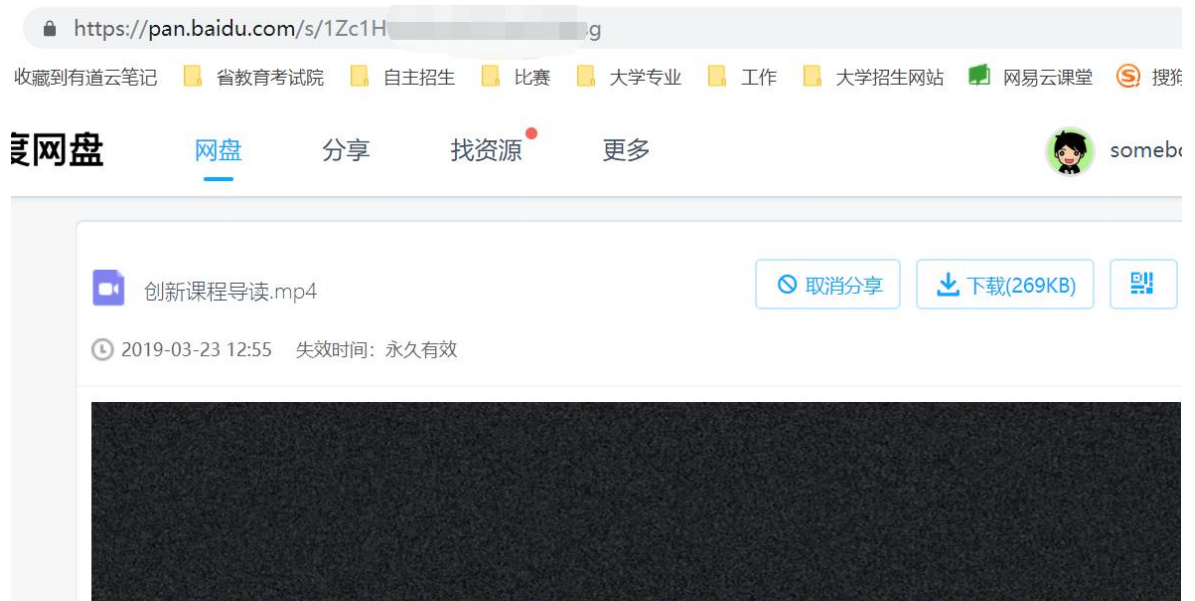 https://pan.baidu.com/s/1Zc1H
收藏到有道云笔记 省教育考试院 自主招生 比赛 大学专业 工作 大学招生网站 网易云课堂 搜狗
度网盘 网盘 分享 找资源 更多 somebo
创新课程导读.mp4 取消分享 下载(269KB)
2019-03-23 12:55 失效时间：永久有效